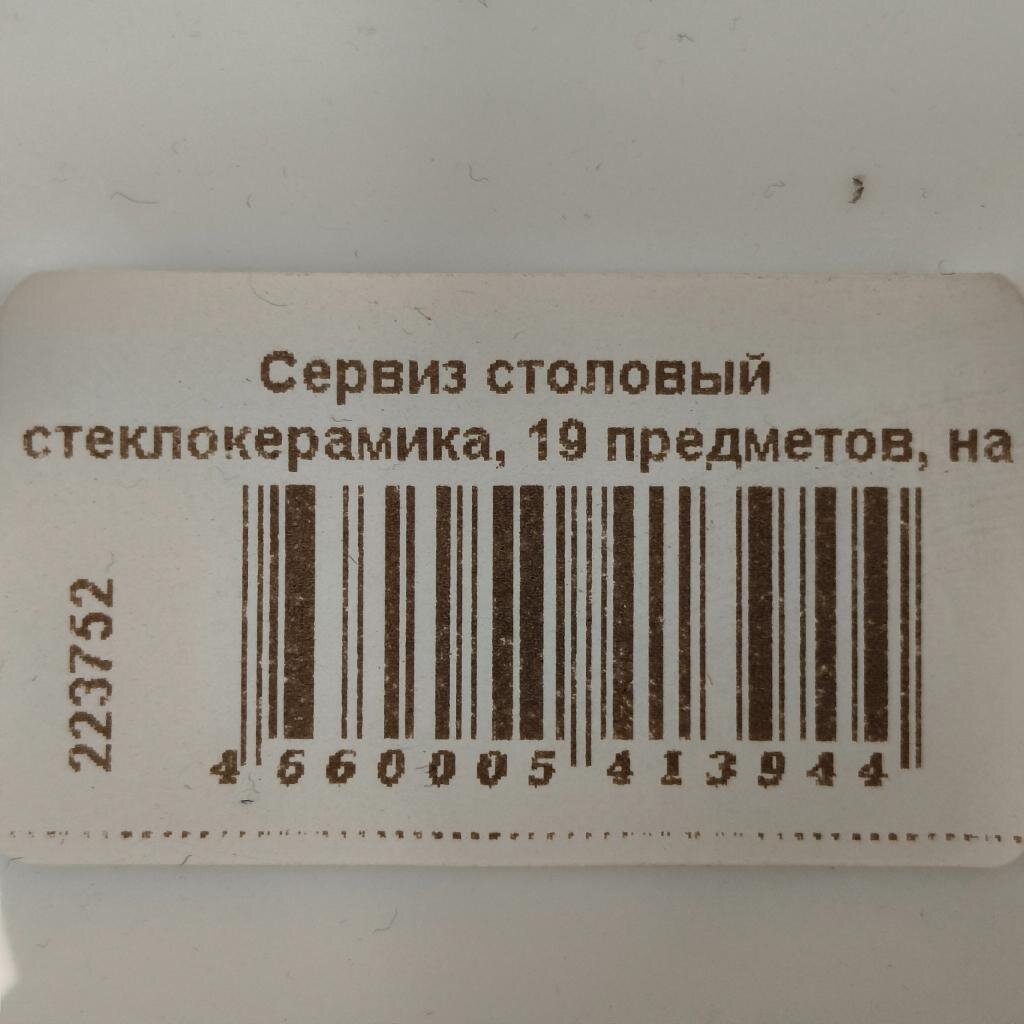 Сервиз столовый
стеклокерамика, 19 предметов, на
223752
4 660005 413944